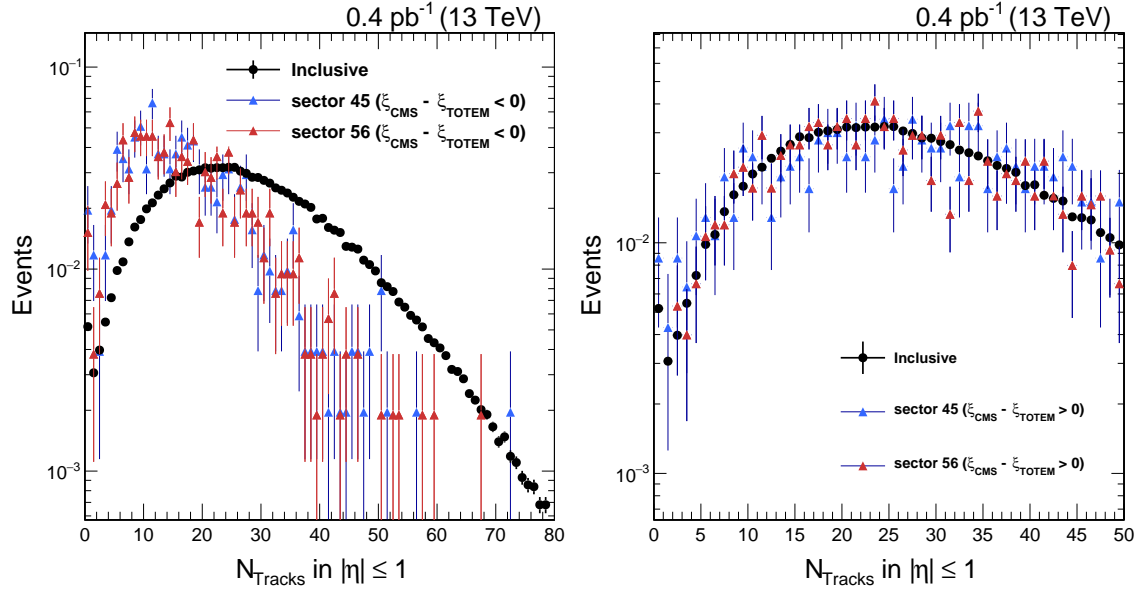 0.4 pb⁻¹ (13 TeV)
Events
10⁻¹
10⁻²
10⁻³
Inclusive
sector 45 (ξCMS - ξTOTEM < 0)
sector 56 (ξCMS - ξTOTEM < 0)
0 10 20 30 40 50 60 70 80
NTracks in |η| ≤ 1
0.4 pb⁻¹ (13 TeV)
Events
10⁻²
10⁻³
Inclusive
sector 45 (ξCMS - ξTOTEM > 0)
sector 56 (ξCMS - ξTOTEM > 0)
0 5 10 15 20 25 30 35 40 45 50
NTracks in |η| ≤ 1